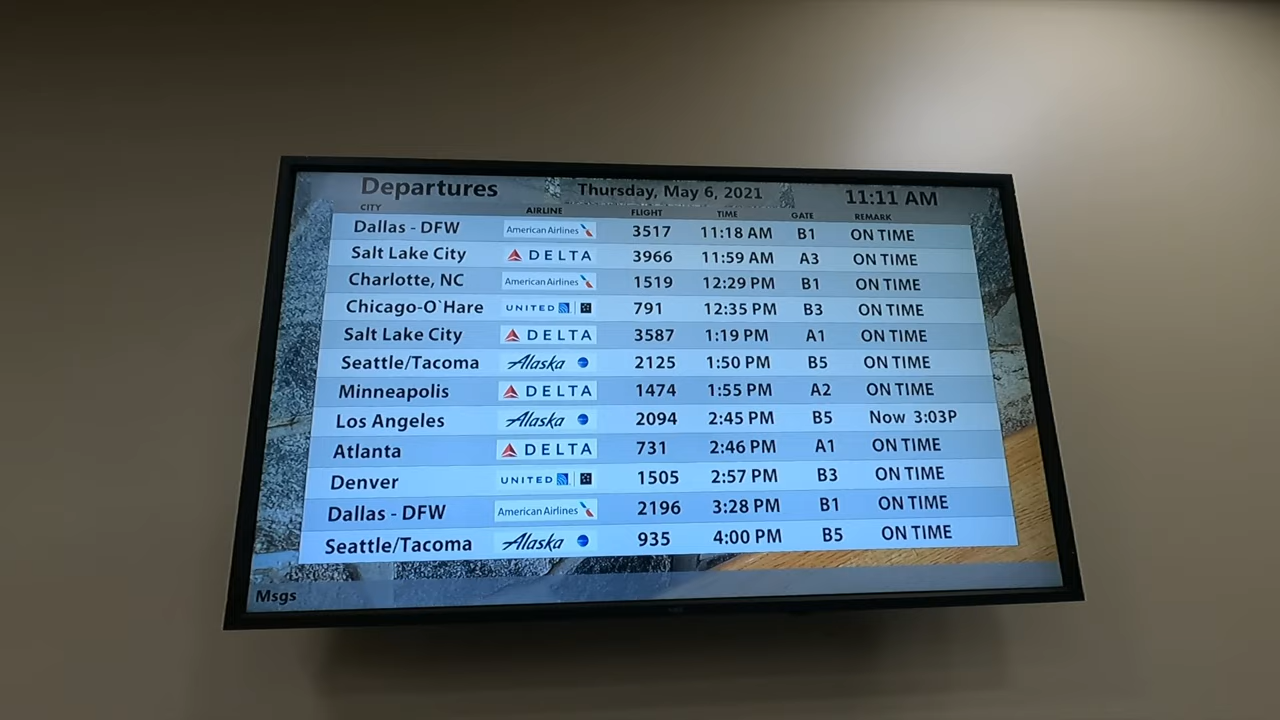 Departures Thursday, May 6, 2021 11:11 AM
CITY AIRLINE FLIGHT TIME GATE REMARK
Dallas - DFW American Airlines 3517 11:18 AM B1 ON TIME
Salt Lake City DELTA 3966 11:59 AM A3 ON TIME
Charlotte, NC American Airlines 1519 12:29 PM B1 ON TIME
Chicago-O`Hare UNITED 791 12:35 PM B3 ON TIME
Salt Lake City DELTA 3587 1:19 PM A1 ON TIME
Seattle/Tacoma Alaska 2125 1:50 PM B5 ON TIME
Minneapolis DELTA 1474 1:55 PM A2 ON TIME
Los Angeles Alaska 2094 2:45 PM B5 Now 3:03P
Atlanta DELTA 731 2:46 PM A1 ON TIME
Denver UNITED 1505 2:57 PM B3 ON TIME
Dallas - DFW American Airlines 2196 3:28 PM B1 ON TIME
Seattle/Tacoma Alaska 935 4:00 PM B5 ON TIME
Msgs